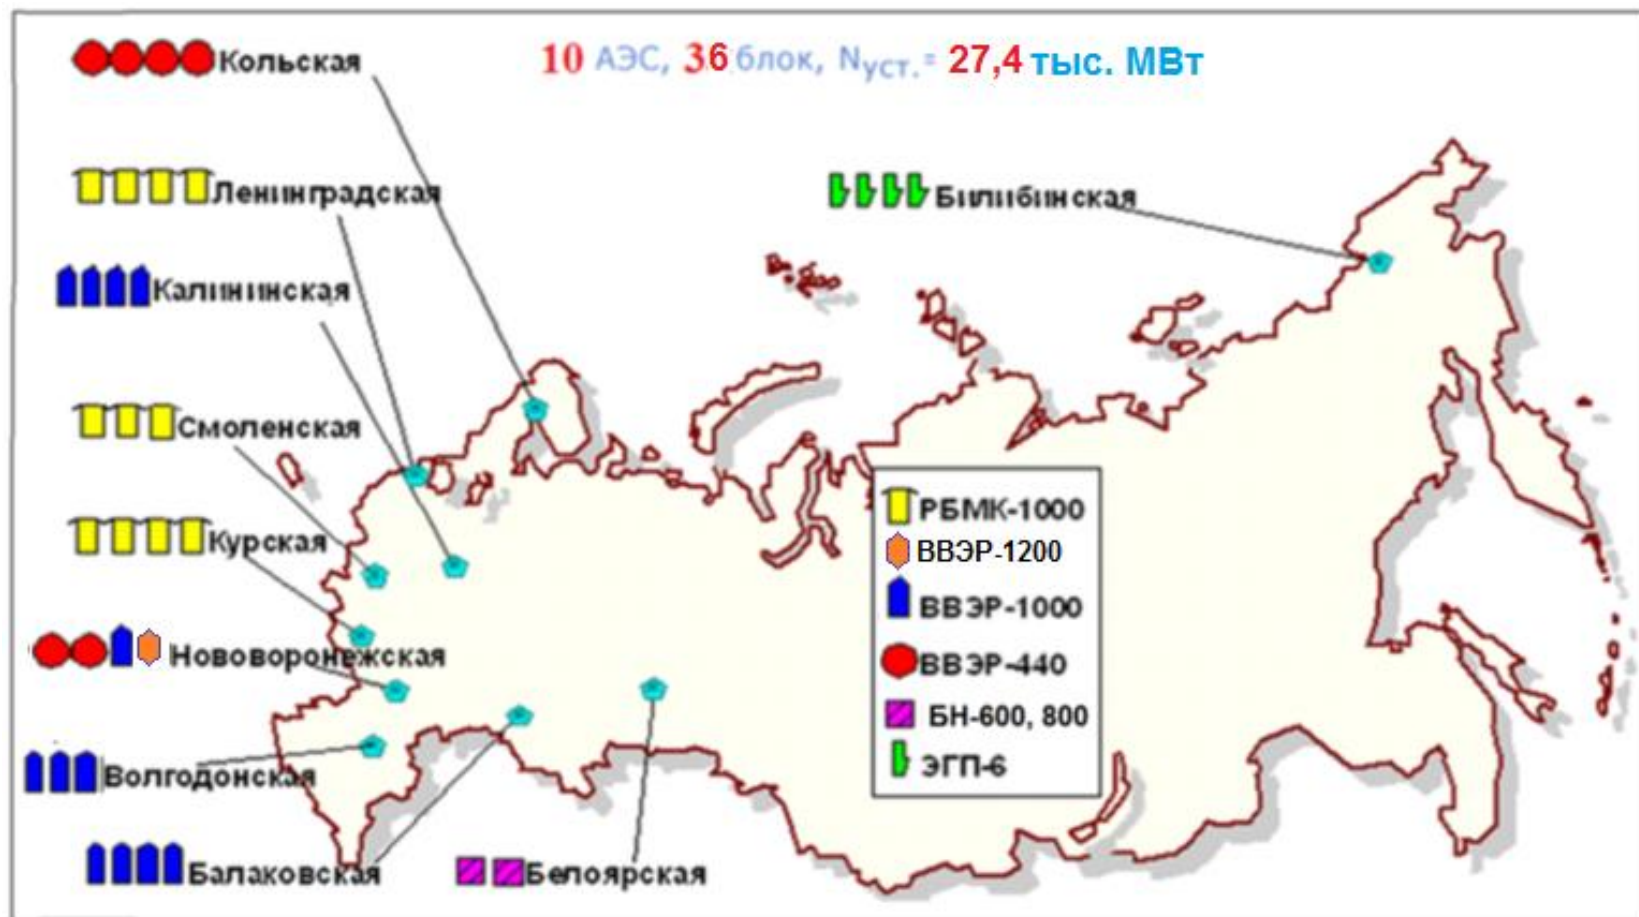 10 АЭС, 36 блок, Nуст.= 27,4 тыс. МВт
Кольская
Ленинградская
Билибинская
Калининская
Смоленская
Курская
Нововоронежская
Волгодонская
Балаковская
Белоярская
РБМК-1000
ВВЭР-1200
ВВЭР-1000
ВВЭР-440
БН-600, 800
ЭГП-6